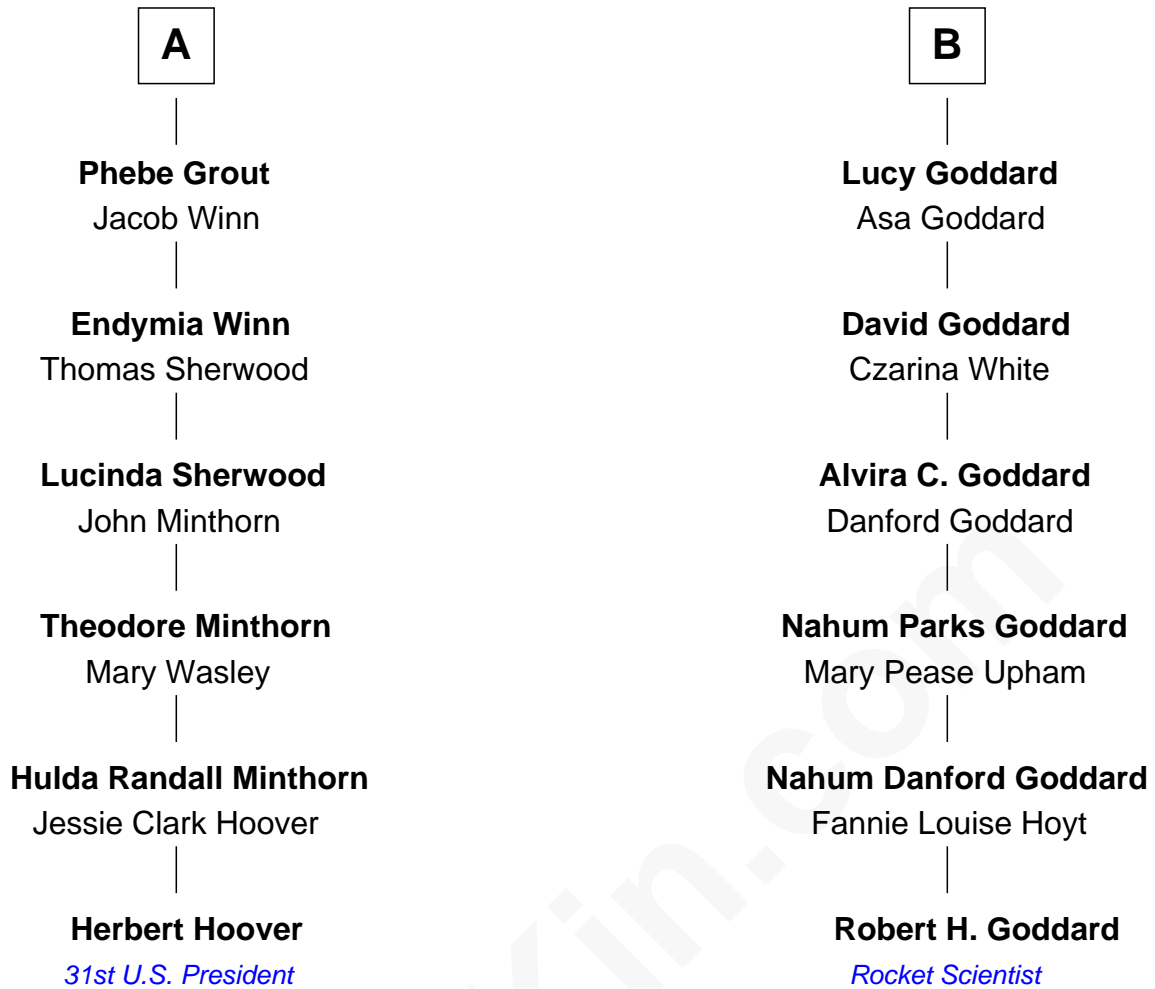 A
Phebe Grout
Jacob Winn
Endymia Winn
Thomas Sherwood
Lucinda Sherwood
John Minthorn
Theodore Minthorn
Mary Wasley
Hulda Randall Minthorn
Jessie Clark Hoover
Herbert Hoover
31st U.S. President
B
Lucy Goddard
Asa Goddard
David Goddard
Czarina White
Alvira C. Goddard
Danford Goddard
Nahum Parks Goddard
Mary Pease Upham
Nahum Danford Goddard
Fannie Louise Hoyt
Robert H. Goddard
Rocket Scientist
Kin.com